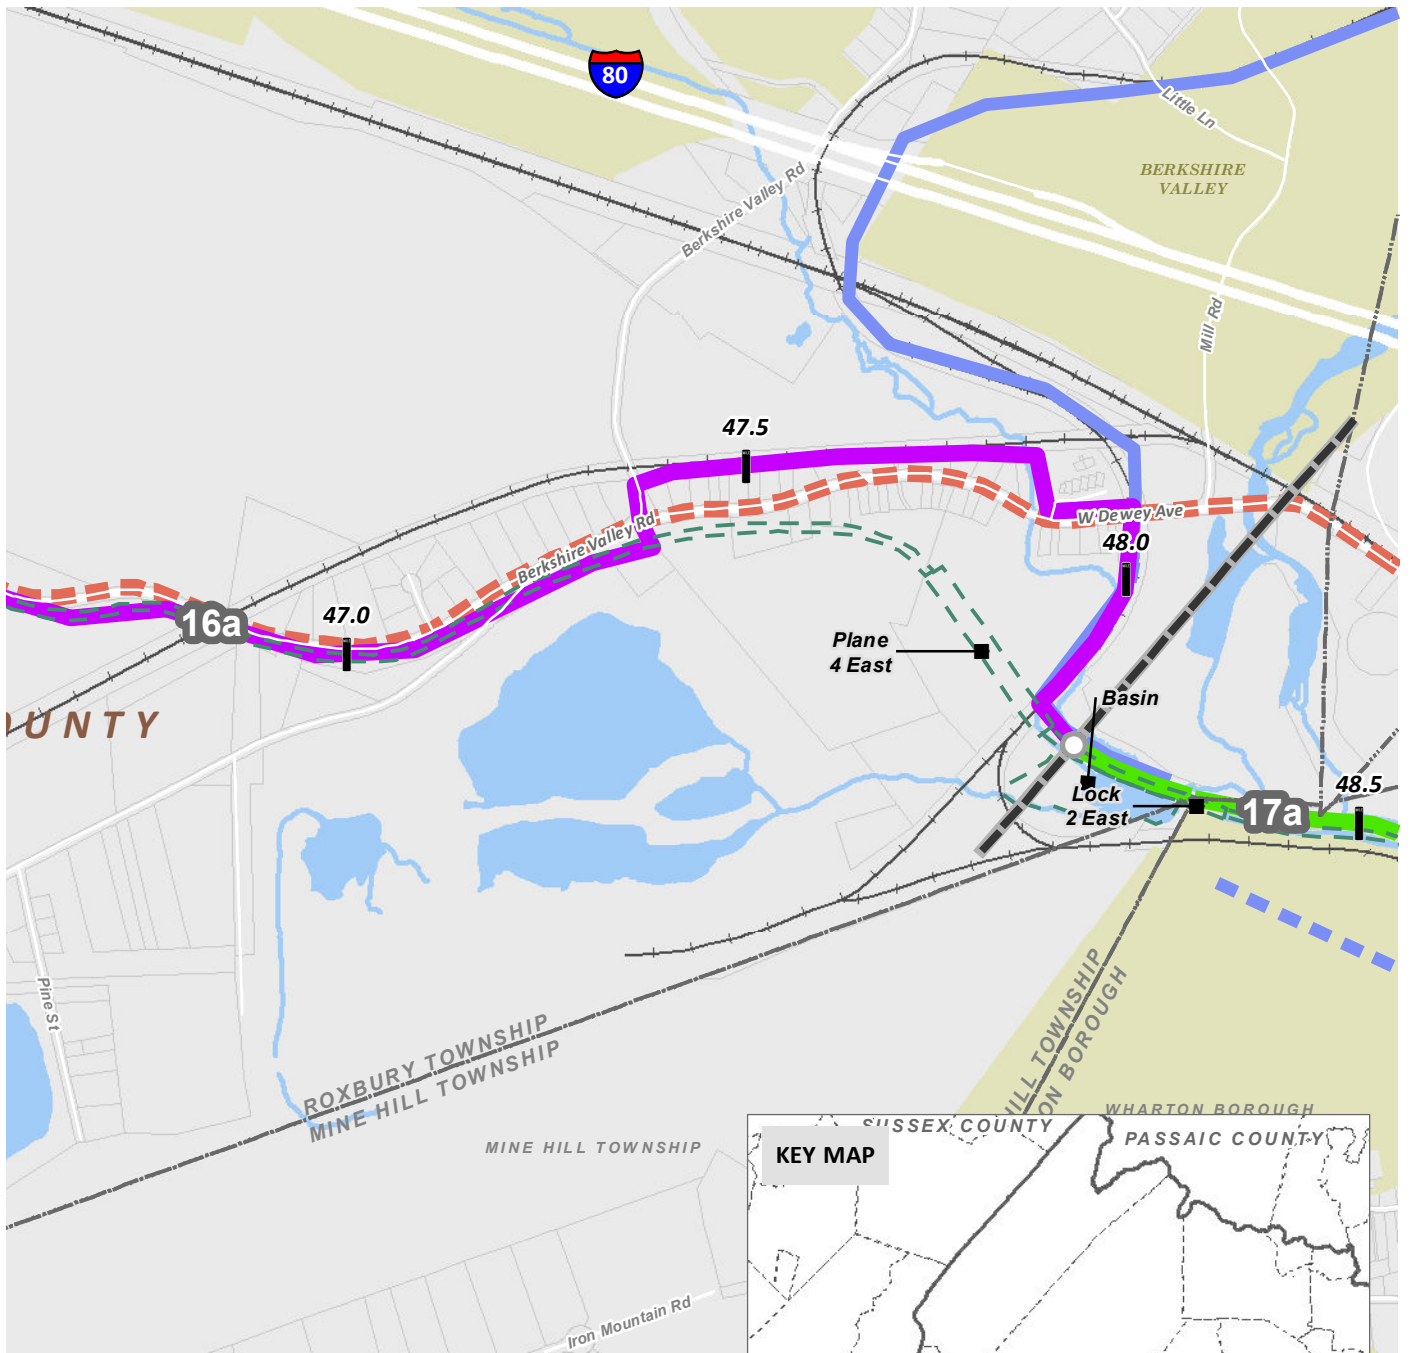 80
Little Ln
BERKSHIRE
VALLEY
Berkshire Valley Rd
Mill Rd
47.5
W Dewey Ave
Berkshire Valley Rd
48.0
16a
47.0
Plane
4 East
Basin
OUNTY
Lock
2 East
17a
48.5
Pine St
ROXBURY TOWNSHIP
MINE HILL TOWNSHIP
HILL TOWNSHIP
ON BOROUGH
MINE HILL TOWNSHIP
WHARTON BOROUGH
SUSSEX COUNTY
PASSAIC COUNTY
KEY MAP
Iron Mountain Rd